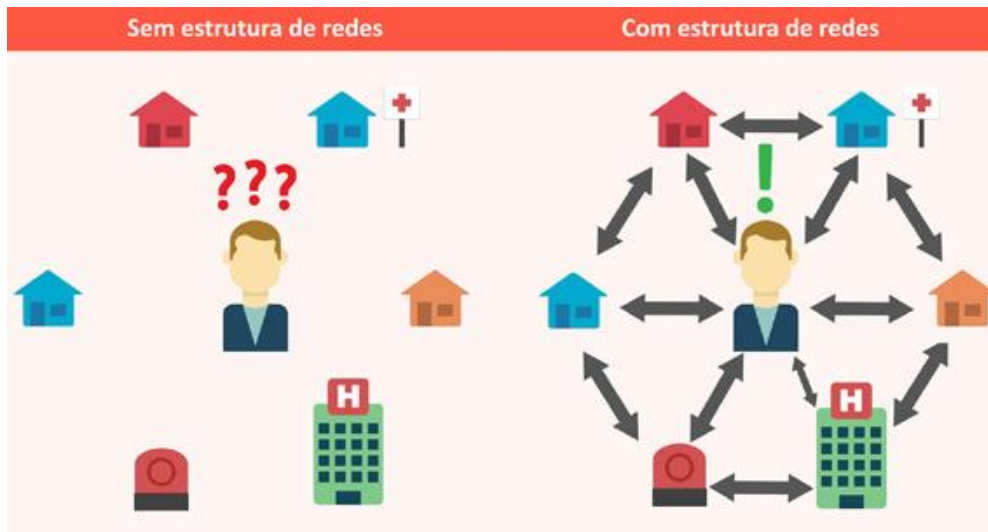 Sem estrutura de redes
Com estrutura de redes
???
!
H
H